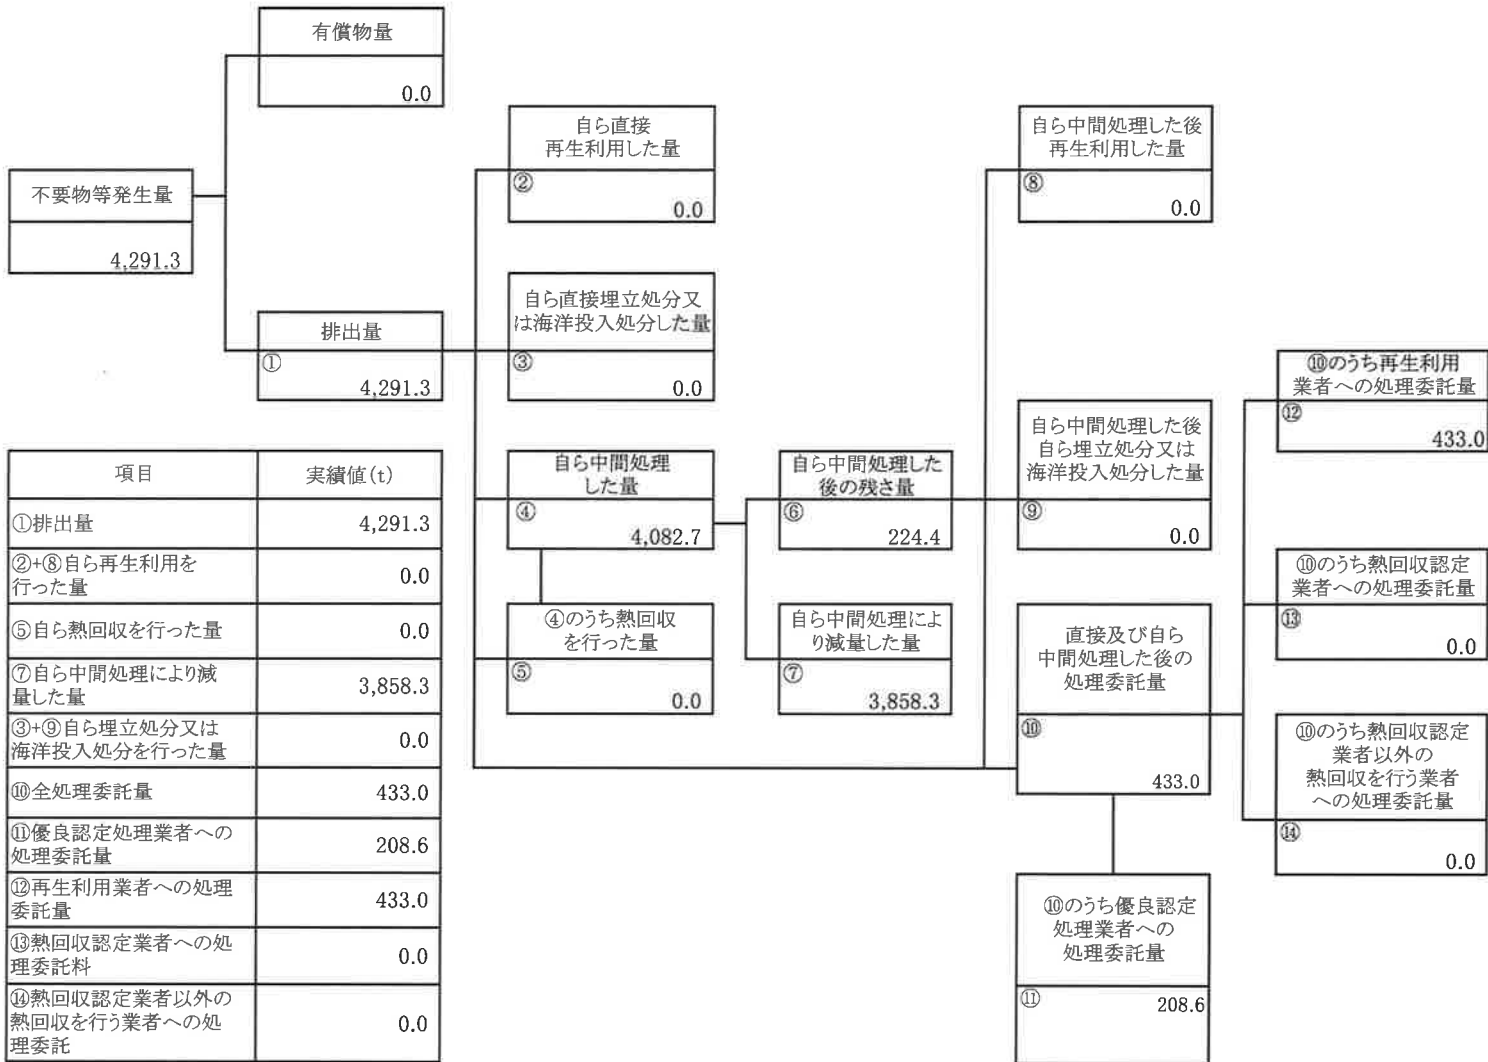 有償物量
0.0
不要物等発生量
4,291.3
排出量
①
4,291.3
自ら直接
再生利用した量
②
0.0
自ら直接埋立処分又
は海洋投入処分した量
③
0.0
自ら中間処理
した量
④
4,082.7
④のうち熱回収
を行った量
⑤
0.0
自ら中間処理した
後の残さ量
⑥
224.4
自ら中間処理によ
り減量した量
⑦
3,858.3
自ら中間処理した後
再生利用した量
⑧
0.0
自ら中間処理した後
自ら埋立処分又は
海洋投入処分した量
⑨
0.0
直接及び自ら
中間処理した後の
処理委託量
⑩
433.0
⑩のうち優良認定
処理業者への
処理委託量
⑪
208.6
⑩のうち再生利用
業者への処理委託量
⑫
433.0
⑩のうち熱回収認定
業者への処理委託量
⑬
0.0
⑩のうち熱回収認定
業者以外の
熱回収を行う業者
への処理委託量
⑭
0.0
項目 実績値(t)
①排出量 4,291.3
②+⑧自ら再生利用を
行った量 0.0
⑤自ら熱回収を行った量 0.0
⑦自ら中間処理により減
量した量 3,858.3
③+⑨自ら埋立処分又は
海洋投入処分を行った量 0.0
⑩全処理委託量 433.0
⑪優良認定処理業者への
処理委託量 208.6
⑫再生利用業者への処理
委託量 433.0
⑬熱回収認定業者への処
理委託料 0.0
⑭熱回収認定業者以外の
熱回収を行う業者への処
理委託 0.0